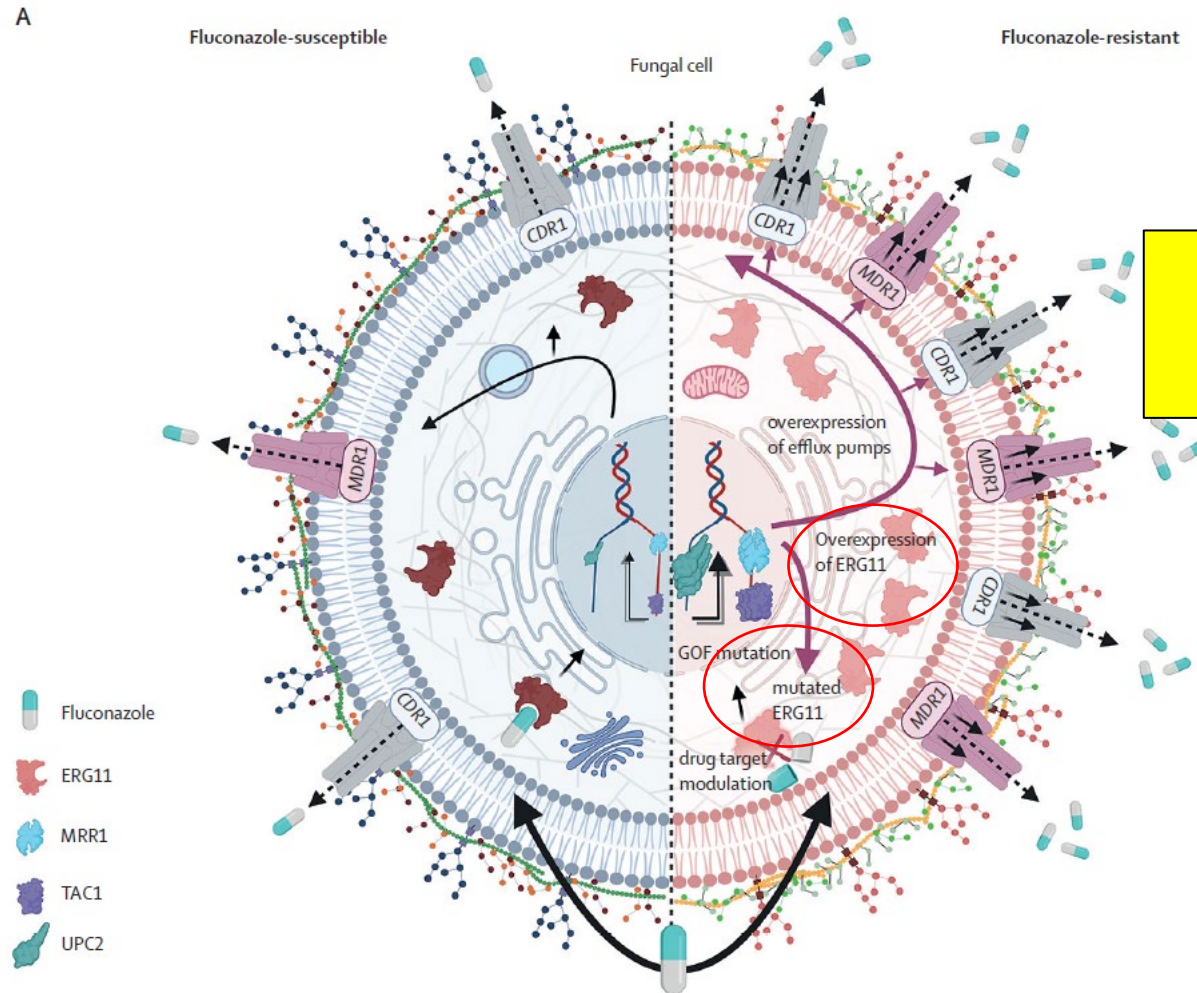 A
Fluconazole-susceptible
Fluconazole-resistant
Fungal cell
CDR1
CDR1
MDR1
CDR1
overexpression
of efflux pumps
MDR1
MDR1
Overexpression
of ERG11
CDR1
GOF mutation
mutated
ERG11
CDR1
MDR1
drug target
modulation
Fluconazole
ERG11
MRR1
TAC1
UPC2